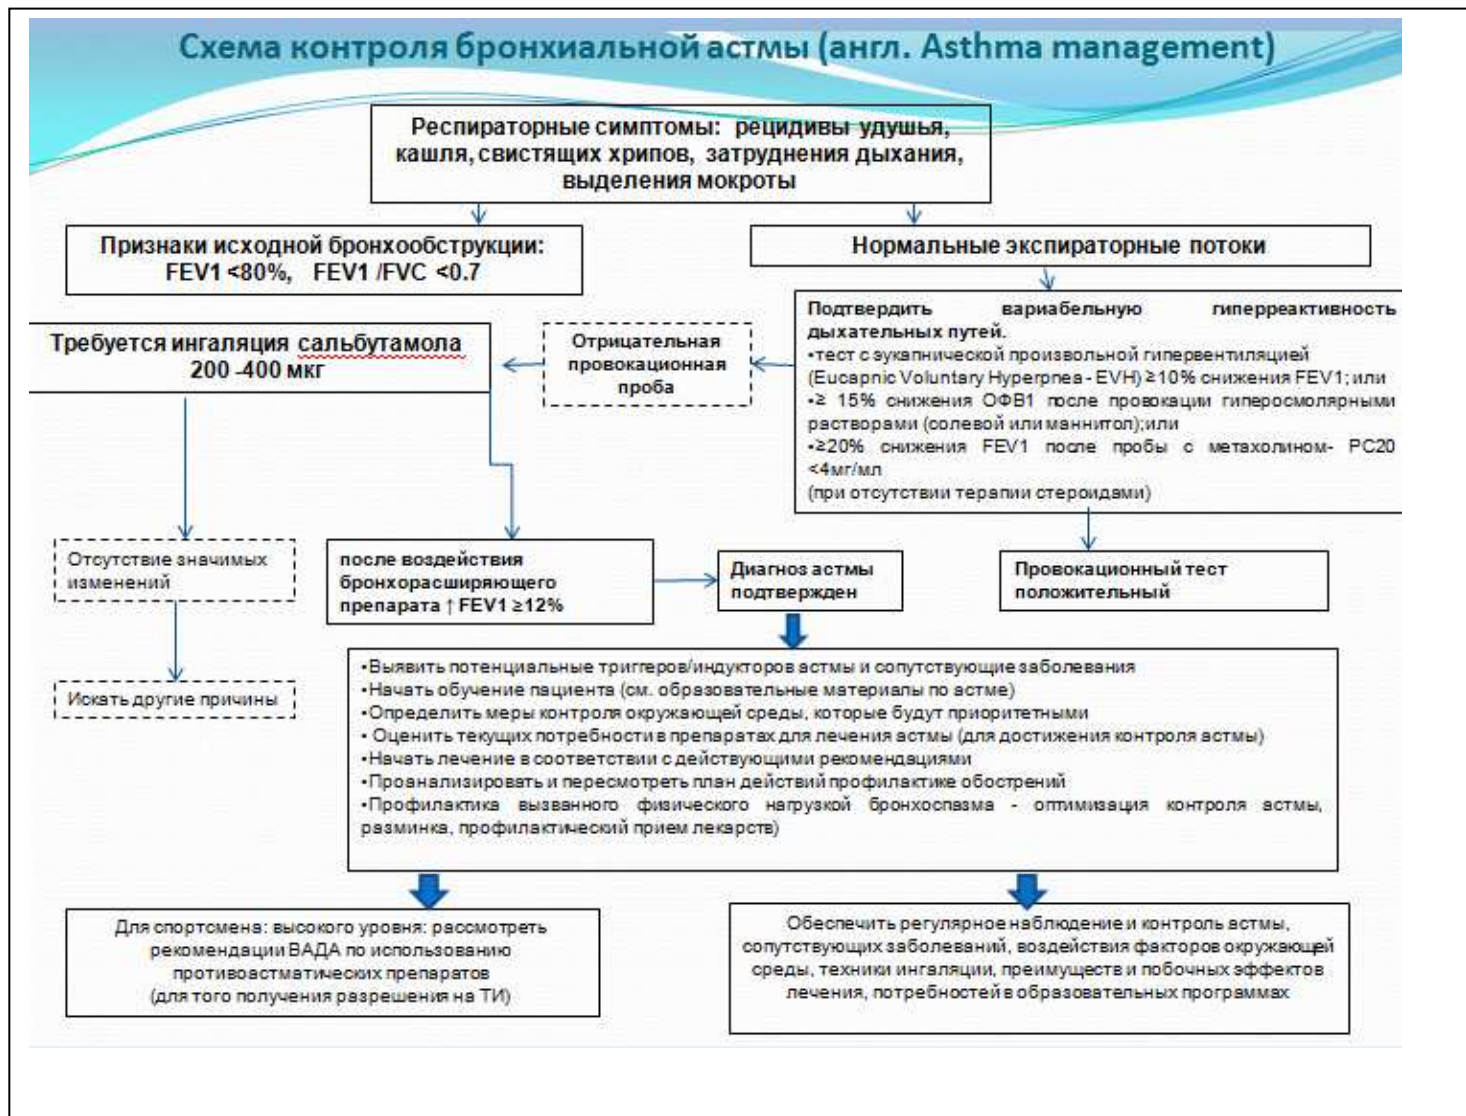 Схема контроля бронхиальной астмы (англ. Asthma management)
Респираторные симптомы: рецидивы удушья,
кашля, свистящих хрипов, затруднения дыхания,
выделения мокроты
Признаки исходной бронхообструкции:
FEV1 <80%, FEV1 /FVC <0.7
Нормальные экспираторные потоки
Требуется ингаляция сальбутамола
200 -400 мкг
Отрицательная
провокационная
проба
Подтвердить вариабельную гиперреактивность
дыхательных путей.
•тест с эукапнической произвольной гипервентиляцией
(Eucapnic Voluntary Hyperpnea - EVH) ≥10% снижения FEV1; или
•≥ 15% снижения ОФВ1 после провокации гиперосмолярными
растворами (солевой или маннитол);или
•≥20% снижения FEV1 после пробы с метахолином- PC20
<4мг/мл
(при отсутствии терапии стероидами)
Отсутствие значимых
изменений
после воздействия
бронхорасширяющего
препарата ↑ FEV1 ≥12%
Диагноз астмы
подтвержден
Провокационный тест
положительный
Искать другие причины
•Выявить потенциальные триггеров/индукторов астмы и сопутствующие заболевания
•Начать обучение пациента (см. образовательные материалы по астме)
•Определить меры контроля окружающей среды, которые будут приоритетными
• Оценить текущих потребности в препаратах для лечения астмы (для достижения контроля астмы)
•Начать лечение в соответствии с действующими рекомендациями
•Проанализировать и пересмотреть план действий профилактике обострений
•Профилактика вызванного физического нагрузкой бронхоспазма - оптимизация контроля астмы,
разминка, профилактический прием лекарств)
Для спортсмена: высокого уровня: рассмотреть
рекомендации ВАДА по использованию
противоастматических препаратов
(для того получения разрешения на ТИ)
Обеспечить регулярное наблюдение и контроль астмы,
сопутствующих заболеваний, воздействия факторов окружающей
среды, техники ингаляции, преимуществ и побочных эффектов
лечения, потребностей в образовательных программах